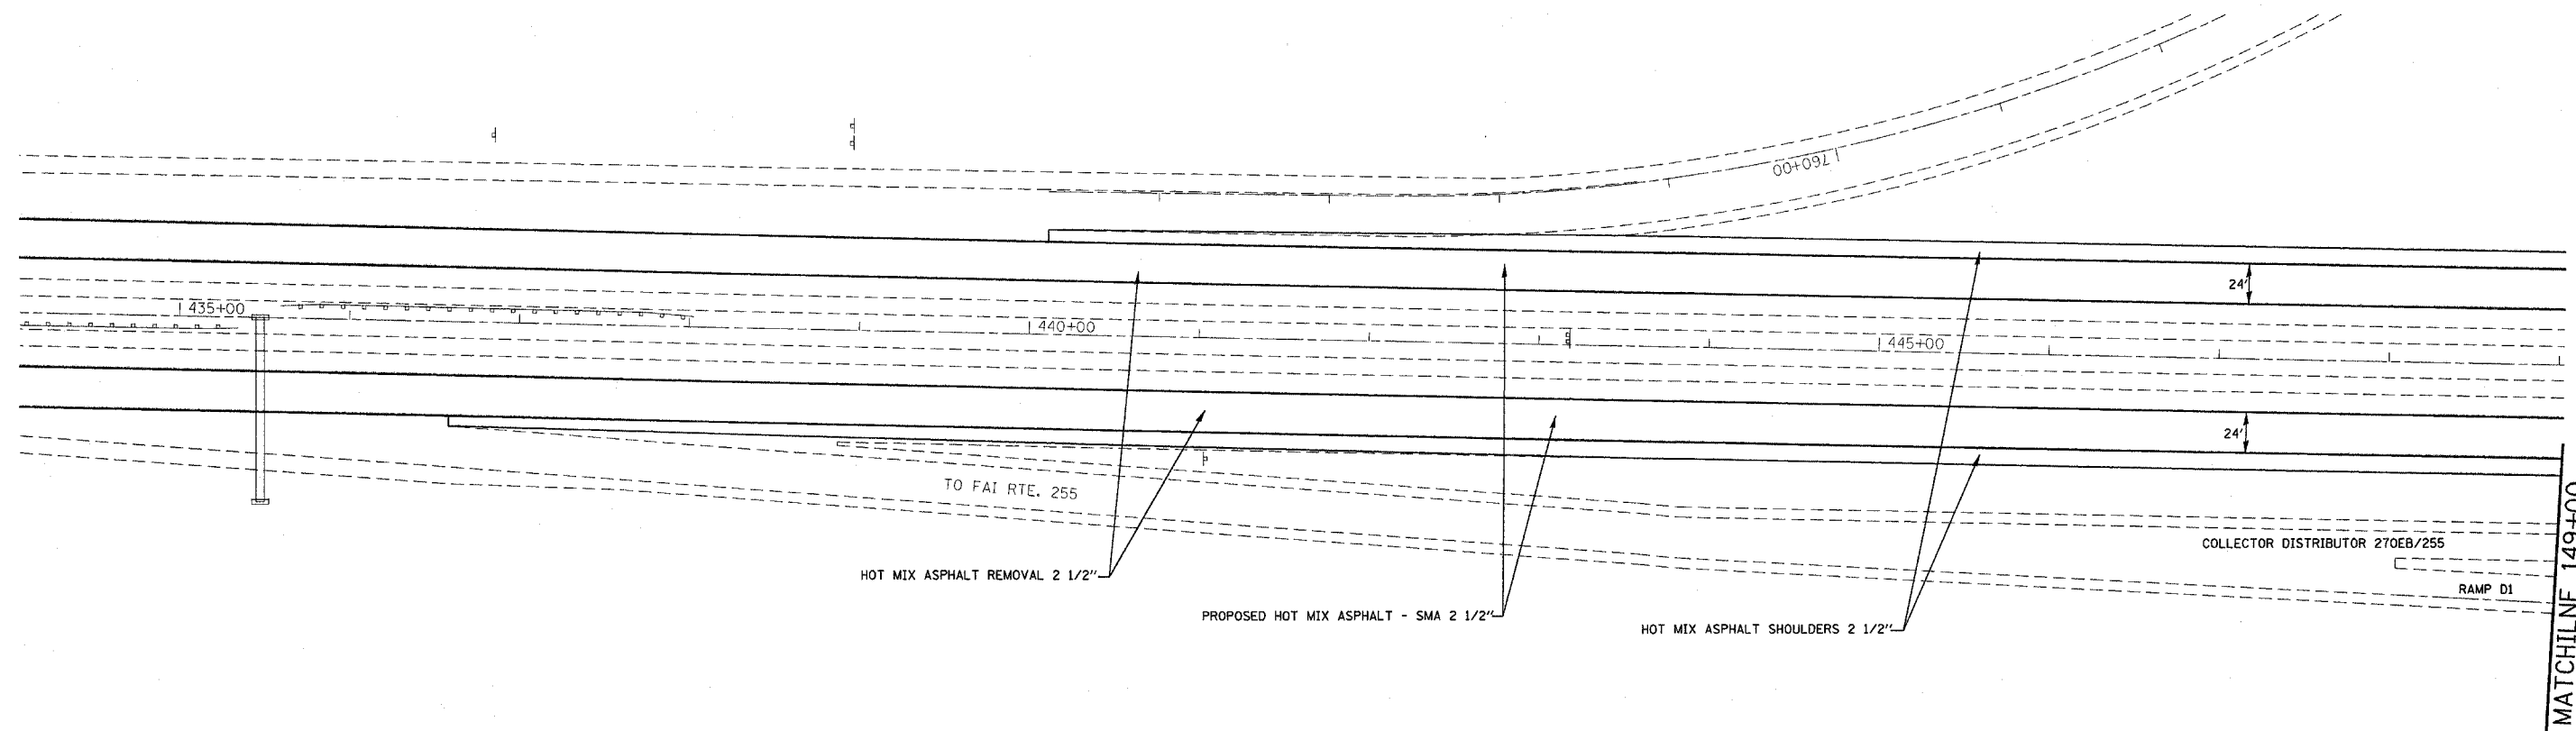 760+00
24'
435+00
440+00
445+00
24'
TO FAI RTE. 255
COLLECTOR DISTRIBUTOR 270EB/255
HOT MIX ASPHALT REMOVAL 2 1/2"
RAMP D1
PROPOSED HOT MIX ASPHALT - SMA 2 1/2"
HOT MIX ASPHALT SHOULDERS 2 1/2"
MATCHILNE 149+00